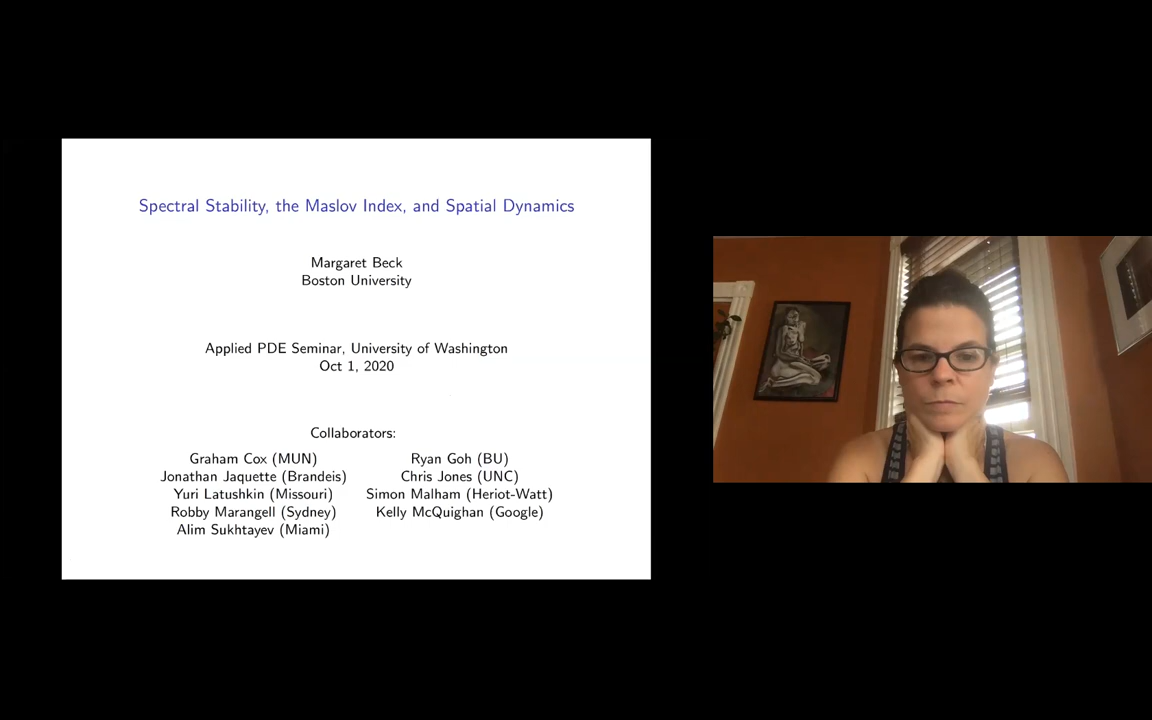 Spectral Stability, the Maslov Index, and Spatial Dynamics
Margaret Beck
Boston University
Applied PDE Seminar, University of Washington
Oct 1, 2020
Collaborators:
Graham Cox (MUN) Ryan Goh (BU)
Jonathan Jaquette (Brandeis) Chris Jones (UNC)
Yuri Latushkin (Missouri) Simon Malham (Heriot-Watt)
Robby Marangell (Sydney) Kelly McQuighan (Google)
Alim Sukhtayev (Miami)